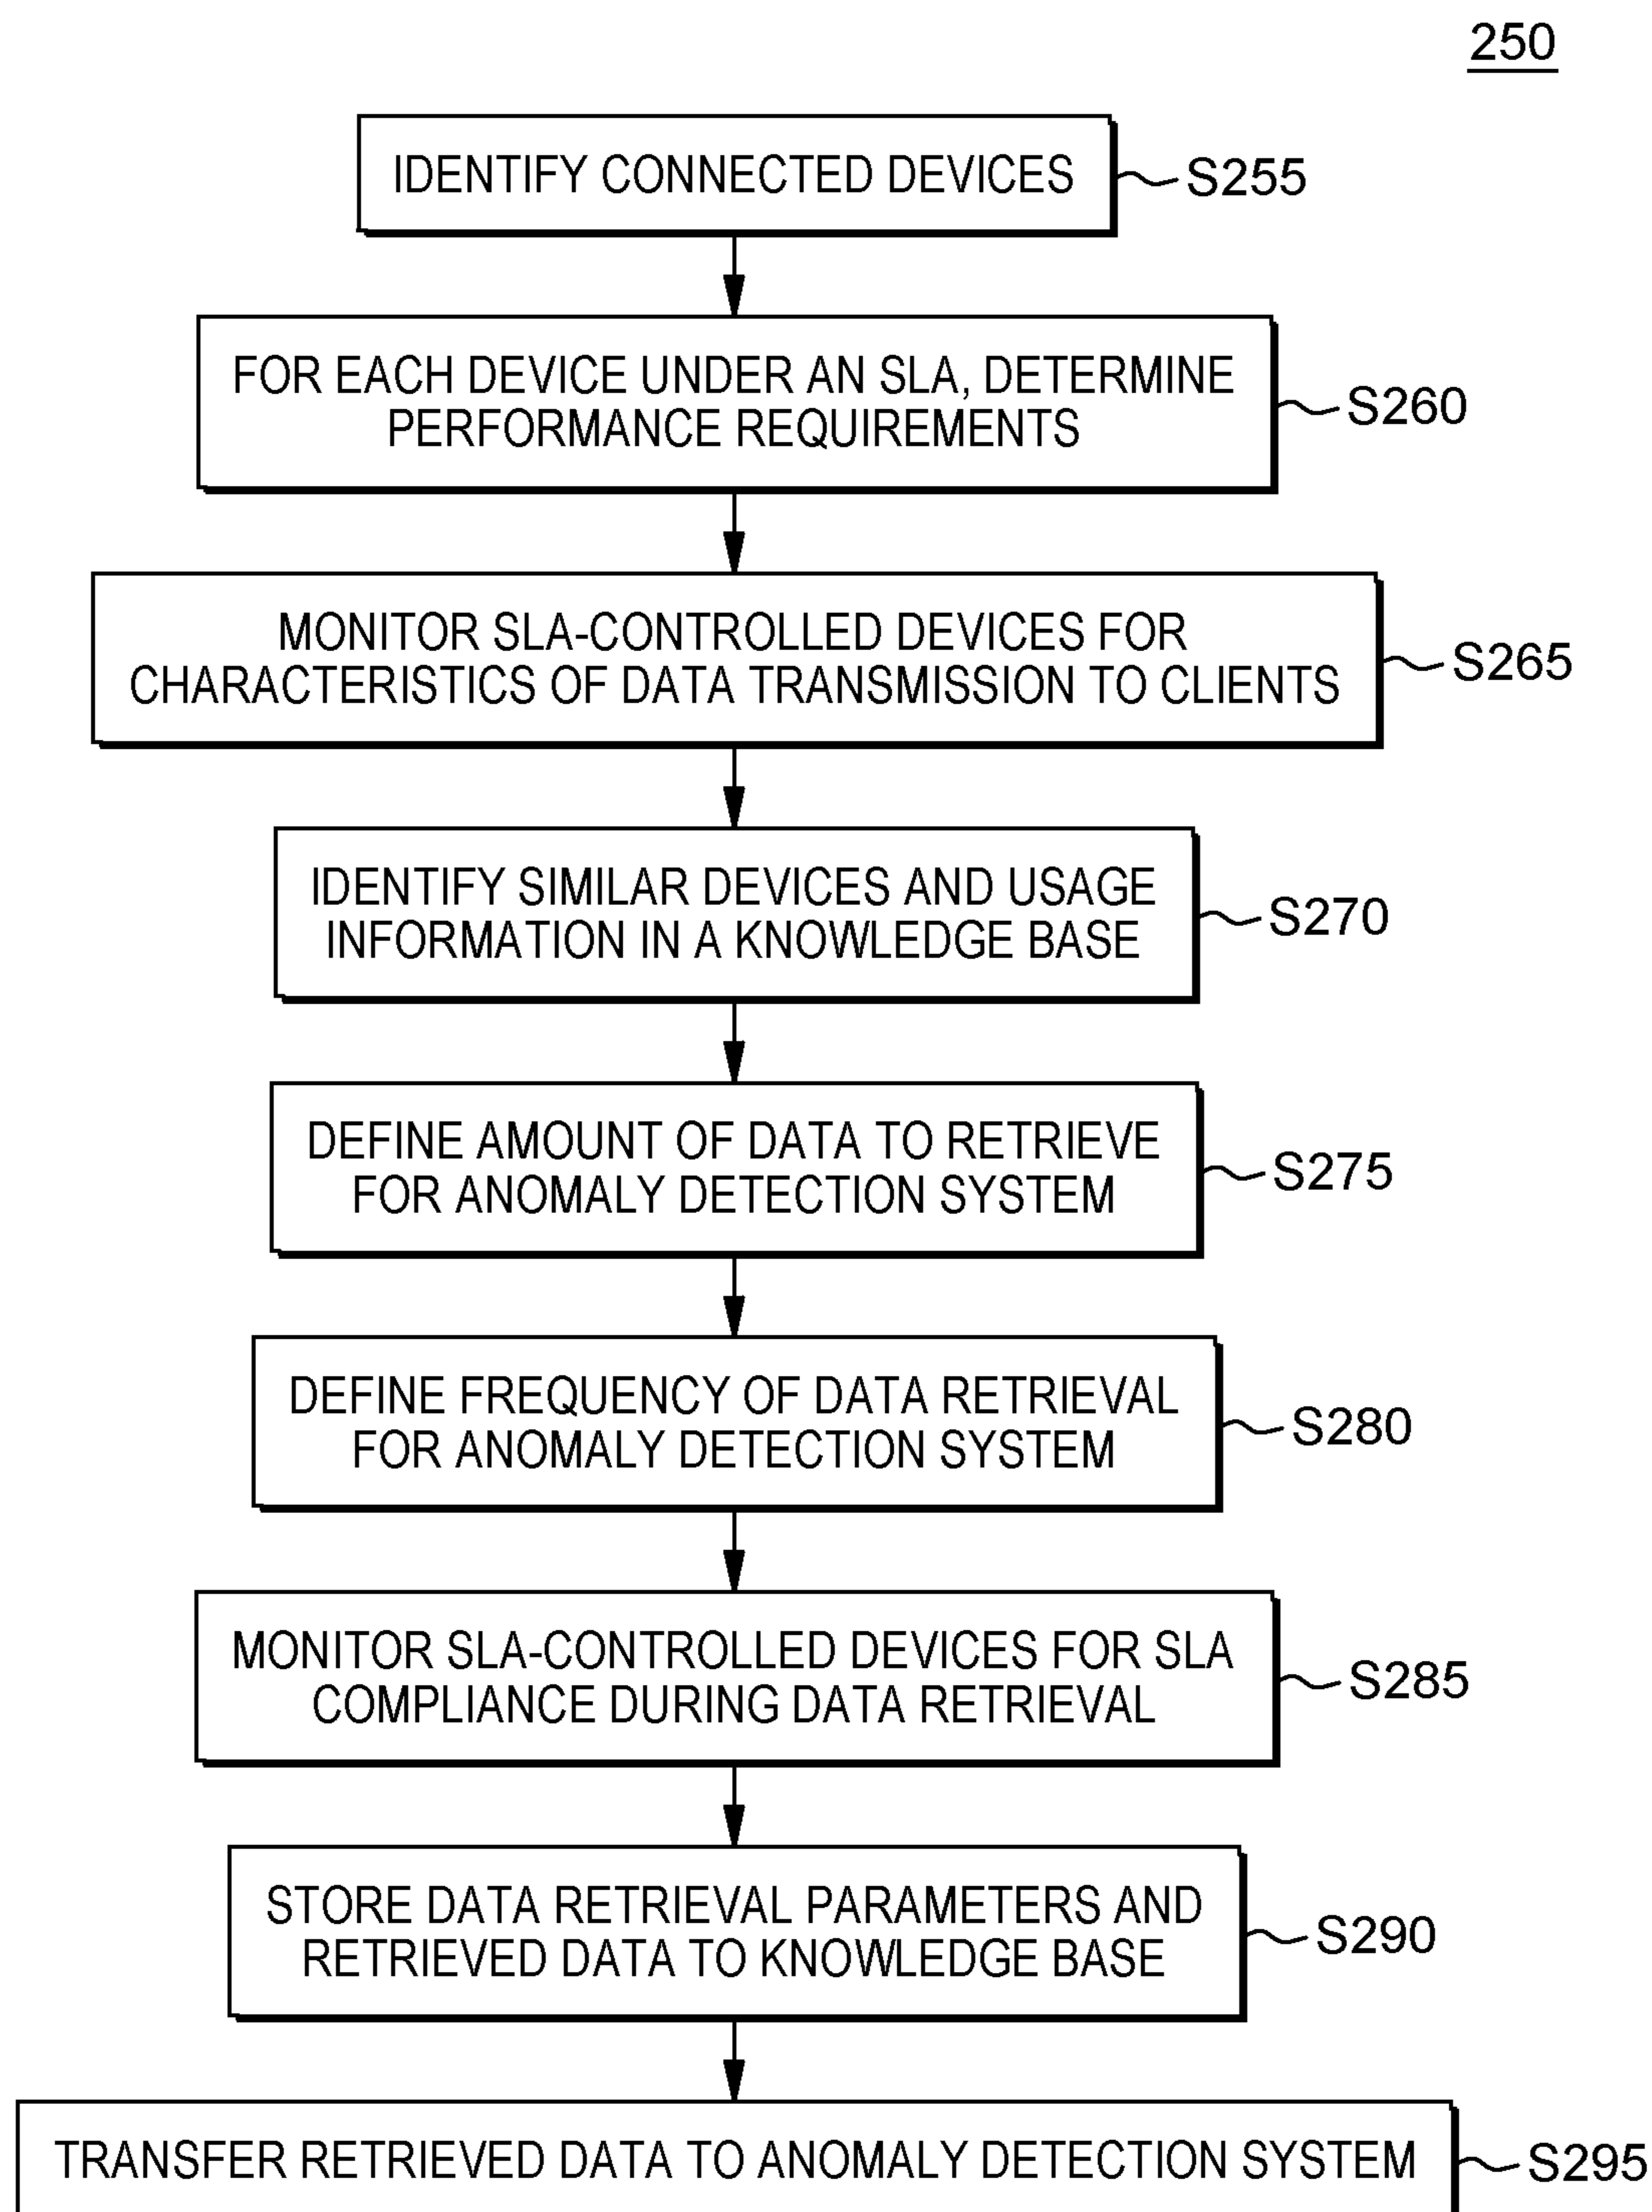 250
IDENTIFY CONNECTED DEVICES
S255
FOR EACH DEVICE UNDER AN SLA, DETERMINE
PERFORMANCE REQUIREMENTS
S260
MONITOR SLA-CONTROLLED DEVICES FOR
CHARACTERISTICS OF DATA TRANSMISSION TO CLIENTS
S265
IDENTIFY SIMILAR DEVICES AND USAGE
INFORMATION IN A KNOWLEDGE BASE
S270
DEFINE AMOUNT OF DATA TO RETRIEVE
FOR ANOMALY DETECTION SYSTEM
S275
DEFINE FREQUENCY OF DATA RETRIEVAL
FOR ANOMALY DETECTION SYSTEM
S280
MONITOR SLA-CONTROLLED DEVICES FOR SLA
COMPLIANCE DURING DATA RETRIEVAL
S285
STORE DATA RETRIEVAL PARAMETERS AND
RETRIEVED DATA TO KNOWLEDGE BASE
S290
TRANSFER RETRIEVED DATA TO ANOMALY DETECTION SYSTEM
S295